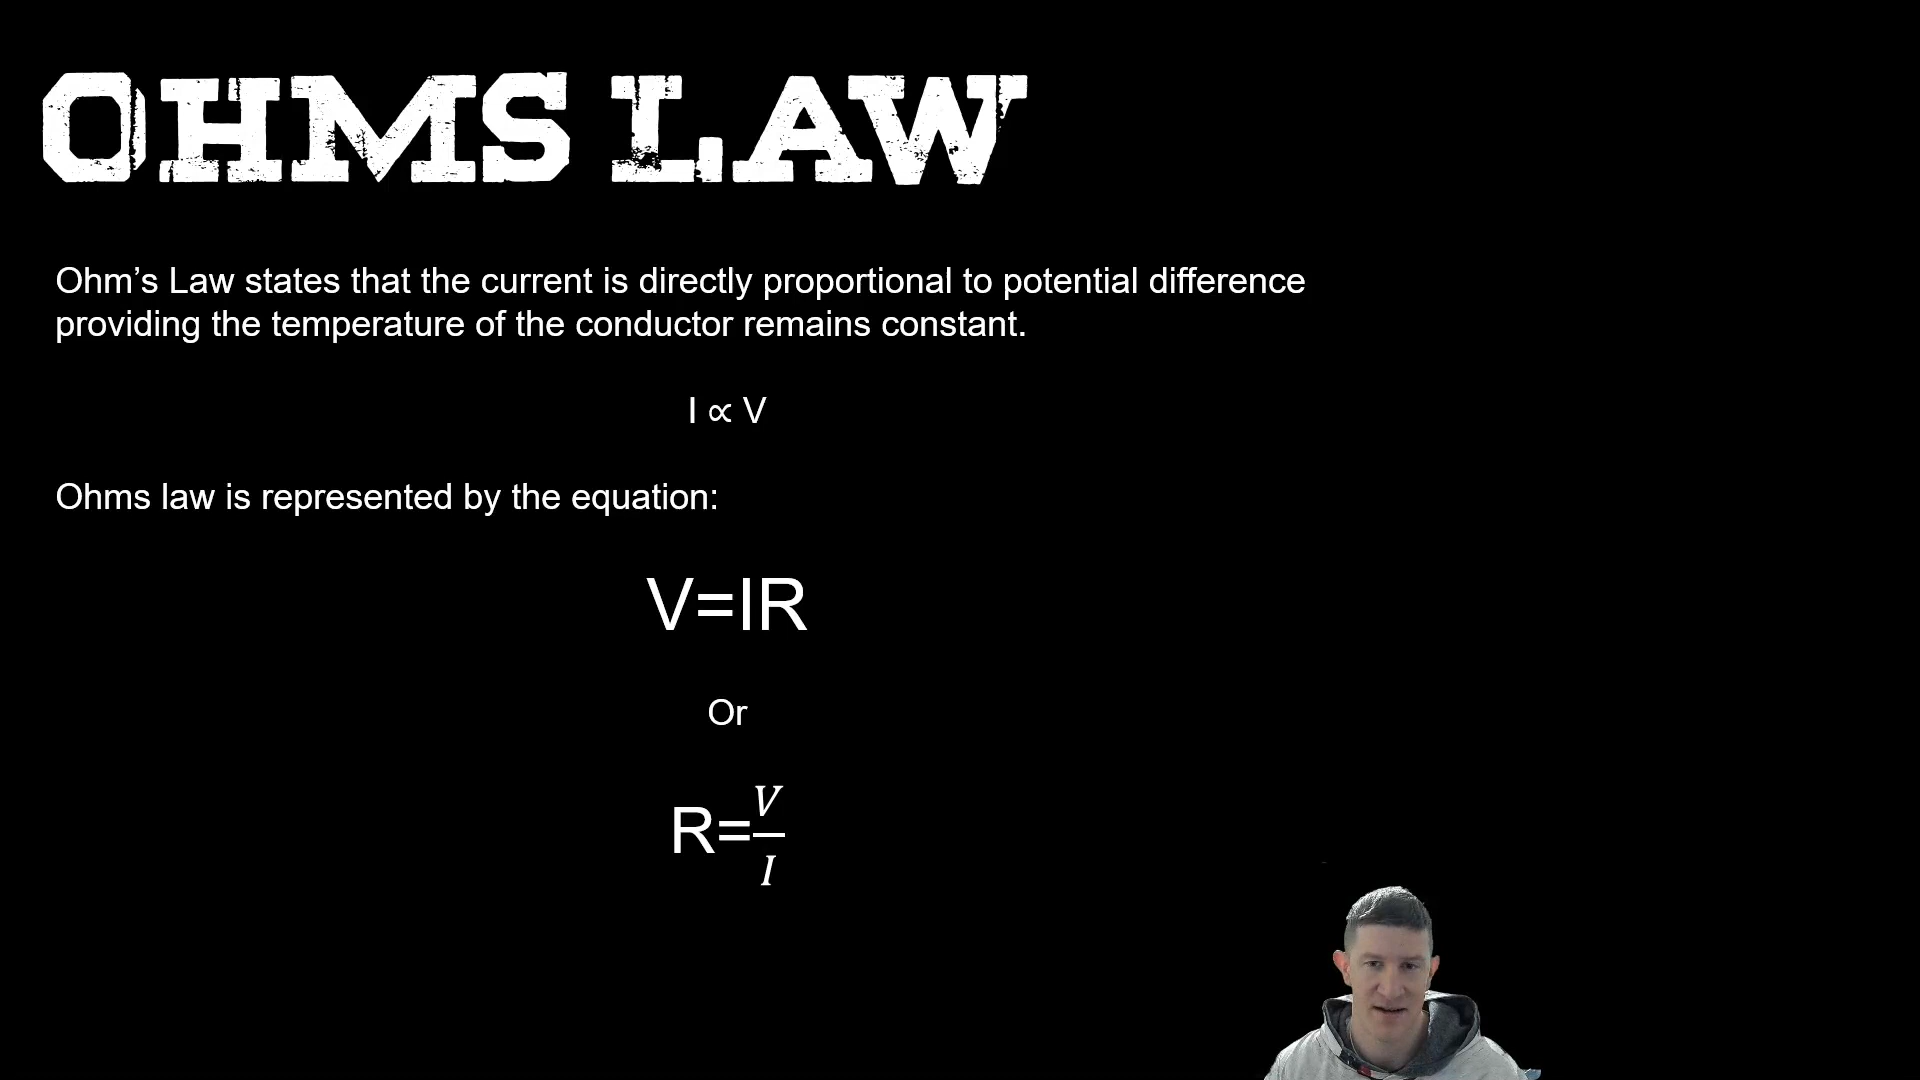 OHMS LAW
Ohm’s Law states that the current is directly proportional to potential difference
providing the temperature of the conductor remains constant.
I ∝ V
Ohms law is represented by the equation:
V=IR
Or
R=V/I